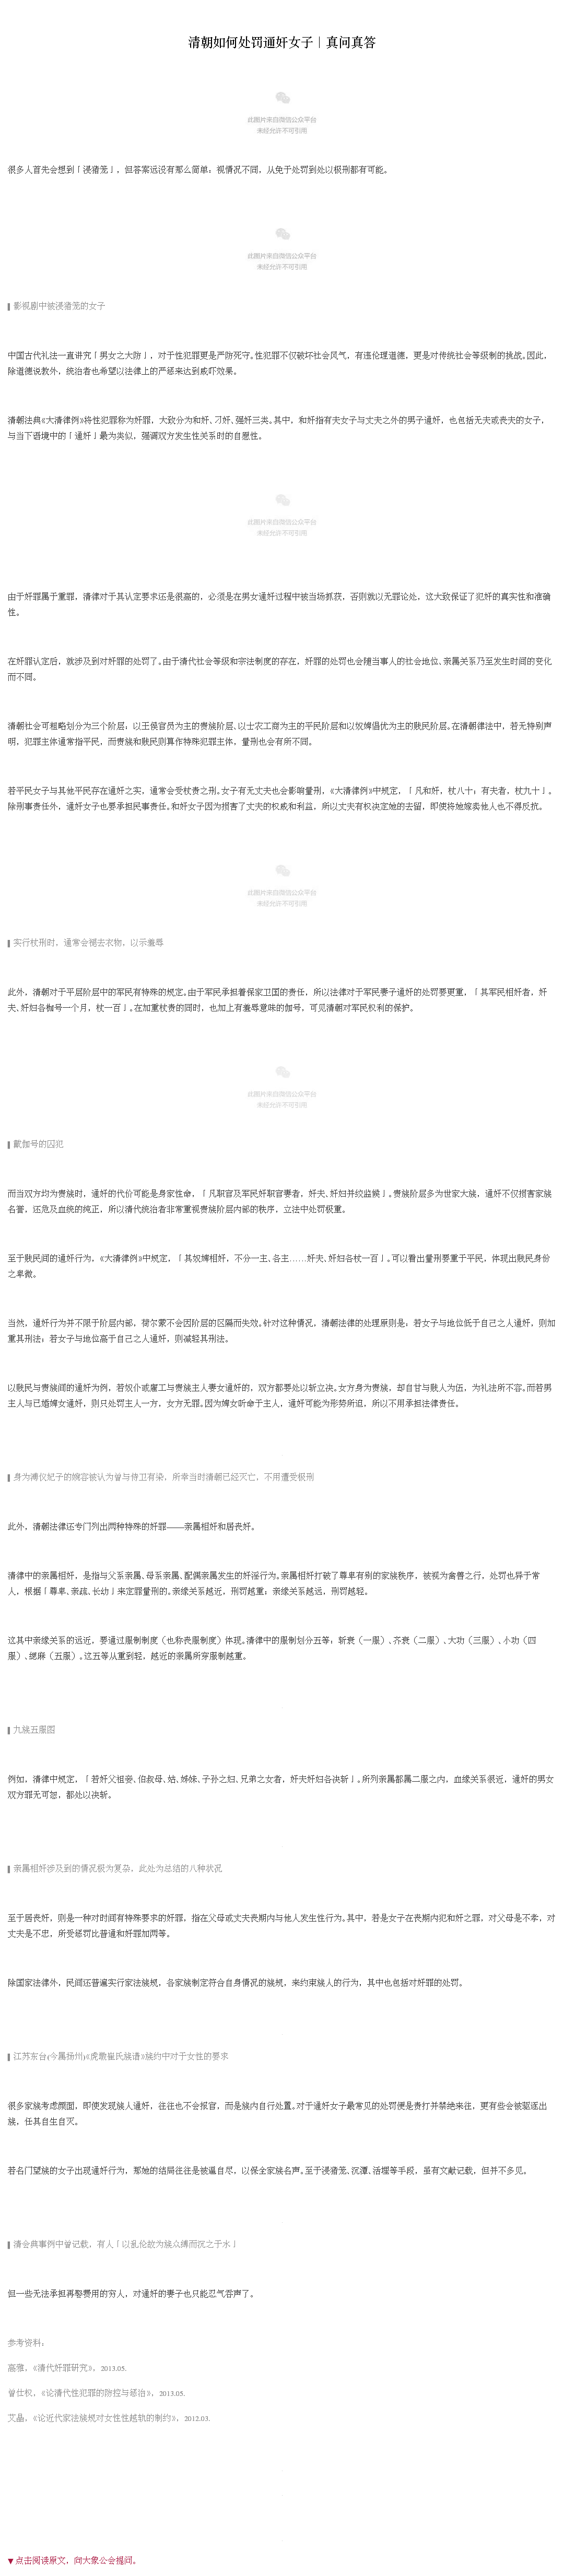 清朝如何处罚通奸女子｜真问真答
此图片来自微信公众平台
未经允许不可引用
很多人首先会想到「浸猪笼」，但答案远没有那么简单：视情况不同，从免于处罚到处以极刑都有可能。
此图片来自微信公众平台
未经允许不可引用
影视剧中被浸猪笼的女子
中国古代礼法一直讲究「男女之大防」，对于性犯罪更是严防死守。性犯罪不仅破坏社会风气，有违伦理道德，更是对传统社会等级制的挑战。因此，
除道德说教外，统治者也希望以法律上的严惩来达到威吓效果。
清朝法典《大清律例》将性犯罪称为奸罪，大致分为和奸、刁奸、强奸三类。其中，和奸指有夫女子与丈夫之外的男子通奸，也包括无夫或丧夫的女子，
与当下语境中的「通奸」最为类似，强调双方发生性关系时的自愿性。
此图片来自微信公众平台
未经允许不可引用
由于奸罪属于重罪，清律对于其认定要求还是很高的，必须是在男女通奸过程中被当场抓获，否则就以无罪论处，这大致保证了犯奸的真实性和准确
性。
在奸罪认定后，就涉及到对奸罪的处罚了。由于清代社会等级和宗法制度的存在，奸罪的处罚也会随当事人的社会地位、亲属关系乃至发生时间的变化
而不同。
清朝社会可粗略划分为三个阶层：以王侯官员为主的贵族阶层、以士农工商为主的平民阶层和以奴婢倡优为主的贱民阶层。在清朝律法中，若无特别声
明，犯罪主体通常指平民，而贵族和贱民则算作特殊犯罪主体，量刑也会有所不同。
若平民女子与其他平民存在通奸之实，通常会受杖责之刑。女子有无丈夫也会影响量刑，《大清律例》中规定，「凡和奸，杖八十；有夫者，杖九十」。
除刑事责任外，通奸女子也要承担民事责任。和奸女子因为损害了丈夫的权威和利益，所以丈夫有权决定她的去留，即使将她嫁卖他人也不得反抗。
此图片来自微信公众平台
未经允许不可引用
实行杖刑时，通常会褪去衣物，以示羞辱
此外，清朝对于平层阶层中的军民有特殊的规定。由于军民承担着保家卫国的责任，所以法律对于军民妻子通奸的处罚要更重，「其军民相奸者，奸
夫、奸妇各枷号一个月，杖一百」。在加重杖责的同时，也加上有羞辱意味的枷号，可见清朝对军民权利的保护。
此图片来自微信公众平台
未经允许不可引用
戴枷号的囚犯
而当双方均为贵族时，通奸的代价可能是身家性命，「凡职官及军民奸职官妻者，奸夫、奸妇并绞监候」。贵族阶层多为世家大族，通奸不仅损害家族
名誉，还危及血统的纯正，所以清代统治者非常重视贵族阶层内部的秩序，立法中处罚极重。
至于贱民间的通奸行为，《大清律例》中规定，「其奴婢相奸，不分一主、各主……奸夫、奸妇各杖一百」。可以看出量刑要重于平民，体现出贱民身份
之卑微。
当然，通奸行为并不限于阶层内部，荷尔蒙不会因阶层的区隔而失效。针对这种情况，清朝法律的处理原则是：若女子与地位低于自己之人通奸，则加
重其刑法；若女子与地位高于自己之人通奸，则减轻其刑法。
以贱民与贵族间的通奸为例，若奴仆或雇工与贵族主人妻女通奸的，双方都要处以斩立决。女方身为贵族，却自甘与贱人为伍，为礼法所不容。而若男
主人与已婚婢女通奸，则只处罚主人一方，女方无罪。因为婢女听命于主人，通奸可能为形势所迫，所以不用承担法律责任。
身为溥仪妃子的婉容被认为曾与侍卫有染，所幸当时清朝已经灭亡，不用遭受极刑
此外，清朝法律还专门列出两种特殊的奸罪——亲属相奸和居丧奸。
清律中的亲属相奸，是指与父系亲属、母系亲属、配偶亲属发生的奸淫行为。亲属相奸打破了尊卑有别的家族秩序，被视为禽兽之行，处罚也异于常
人，根据「尊卑、亲疏、长幼」来定罪量刑的。亲缘关系越近，刑罚越重；亲缘关系越远，刑罚越轻。
这其中亲缘关系的远近，要通过服制制度（也称丧服制度）体现。清律中的服制划分五等：斩衰（一服）、齐衰（二服）、大功（三服）、小功（四
服）、缌麻（五服）。这五等从重到轻，越近的亲属所穿服制越重。
九族五服图
例如，清律中规定，「若奸父祖妾、伯叔母、姑、姊妹、子孙之妇、兄弟之女者，奸夫奸妇各决斩」。所列亲属都属二服之内，血缘关系很近，通奸的男女
双方罪无可恕，都处以决斩。
亲属相奸涉及到的情况极为复杂，此处为总结的八种状况
至于居丧奸，则是一种对时间有特殊要求的奸罪，指在父母或丈夫丧期内与他人发生性行为。其中，若是女子在丧期内犯和奸之罪，对父母是不孝，对
丈夫是不忠，所受惩罚比普通和奸罪加两等。
除国家法律外，民间还普遍实行家法族规，各家族制定符合自身情况的族规，来约束族人的行为，其中也包括对奸罪的处罚。
江苏东台(今属扬州)《虎墩崔氏族谱》族约中对于女性的要求
很多家族考虑颜面，即使发现族人通奸，往往也不会报官，而是族内自行处置。对于通奸女子最常见的处罚便是责打并禁绝来往，更有些会被驱逐出
族，任其自生自灭。
若名门望族的女子出现通奸行为，那她的结局往往是被逼自尽，以保全家族名声。至于浸猪笼、沉潭、活埋等手段，虽有文献记载，但并不多见。
清会典事例中曾记载，有人「以乱伦故为族众缚而沉之于水」
但一些无法承担再娶费用的穷人，对通奸的妻子也只能忍气吞声了。
参考资料：
高雅，《清代奸罪研究》，2013.05.
曾仕权，《论清代性犯罪的防控与惩治》，2013.05.
艾晶，《论近代家法族规对女性性越轨的制约》，2012.03.
▼点击阅读原文，向大象公会提问。